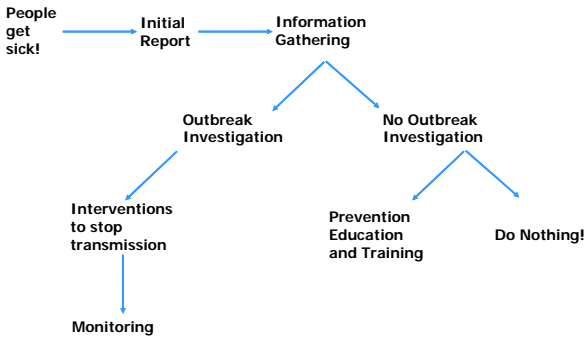 People
get
sick!
Initial
Report
Information
Gathering
Outbreak
Investigation
No Outbreak
Investigation
Interventions
to stop
transmission
Prevention
Education
and Training
Do Nothing!
Monitoring